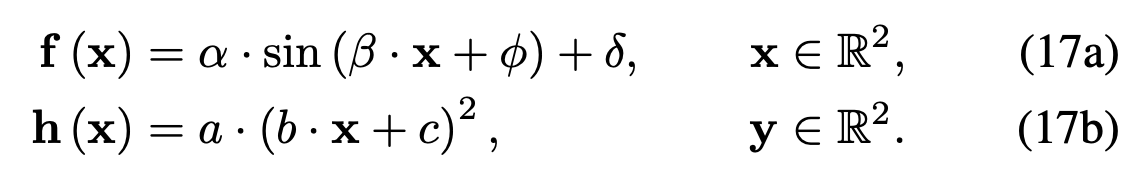 f (x) = α · sin (β · x + ϕ) + δ, x ∈ ℝ², (17a)
h (x) = a · (b · x + c)², y ∈ ℝ². (17b)